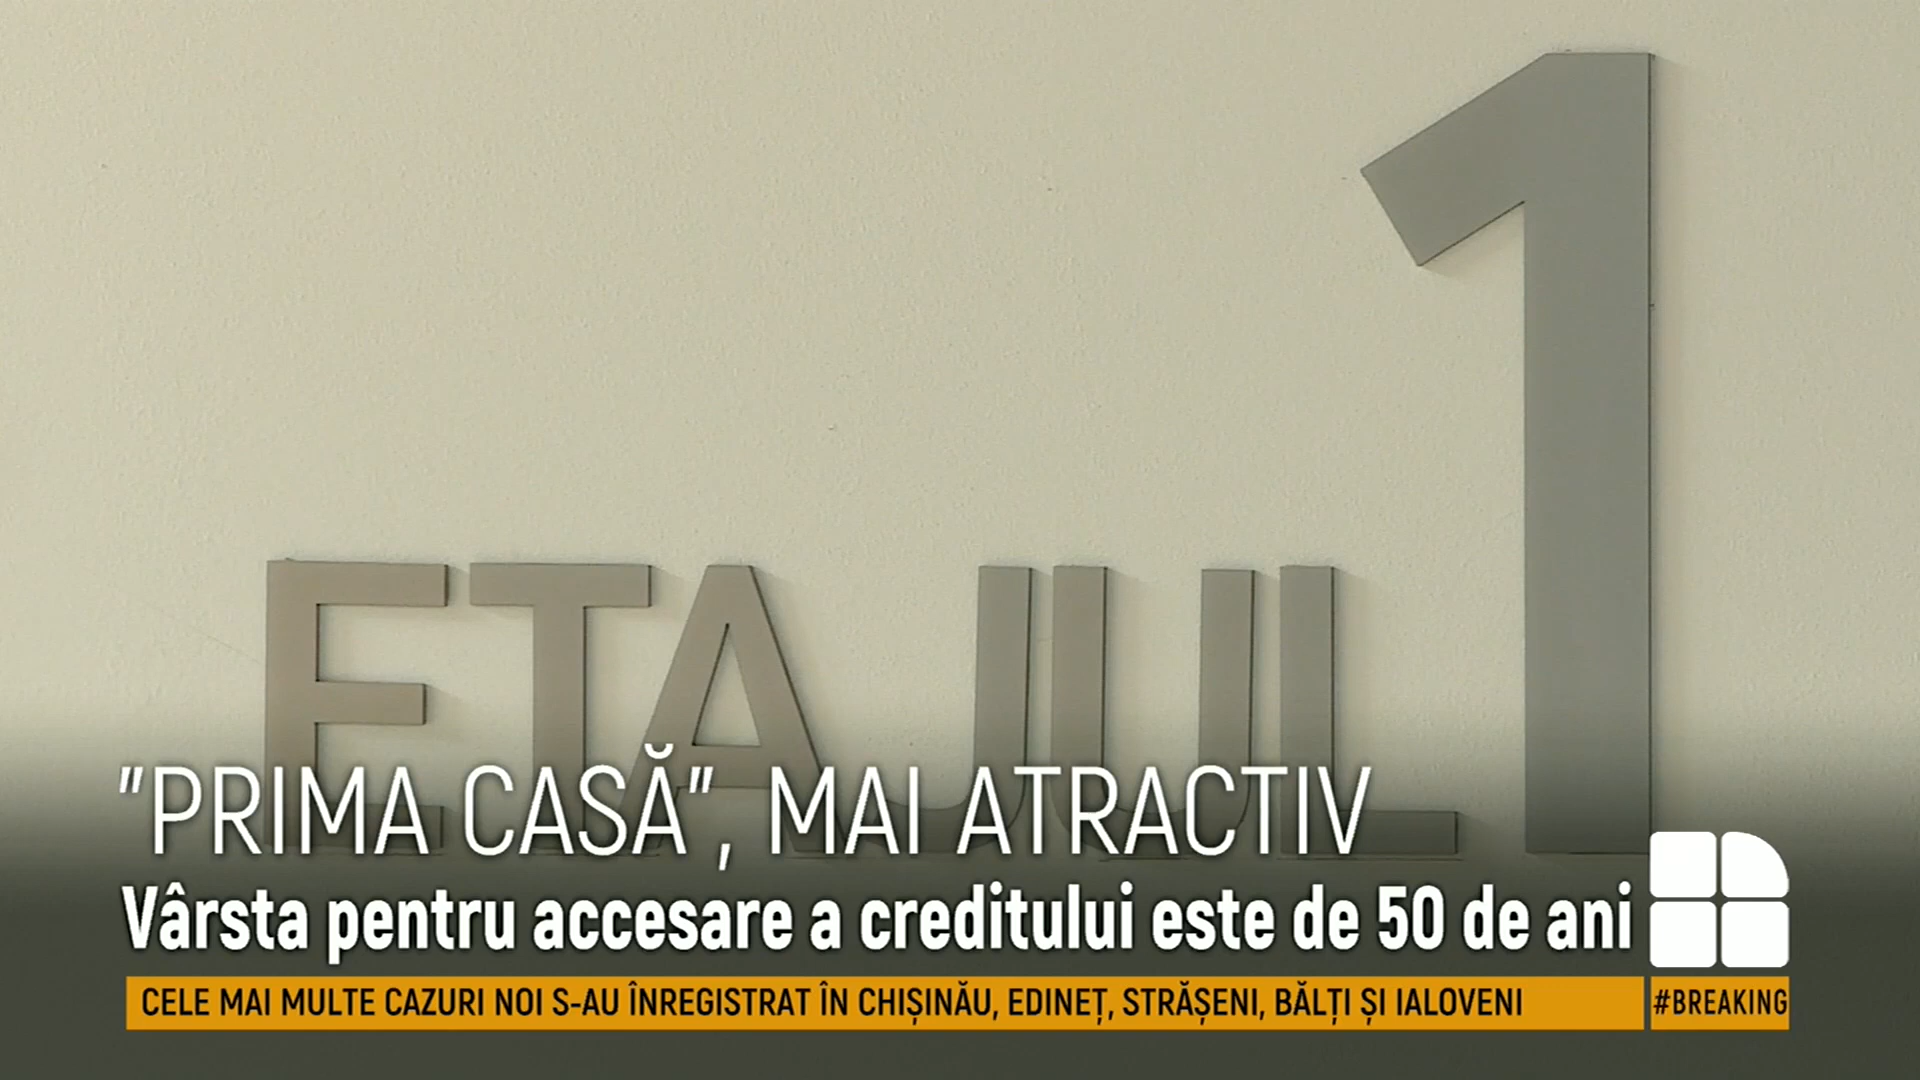 ETAJUL 1
"PRIMA CASĂ", MAI ATRACTIV
Vârsta pentru accesare a creditului este de 50 de ani
CELE MAI MULTE CAZURI NOI S-AU ÎNREGISTRAT ÎN CHIȘINĂU, EDINEȚ, STRĂȘENI, BĂLȚI ȘI IALOVENI
#BREAKING